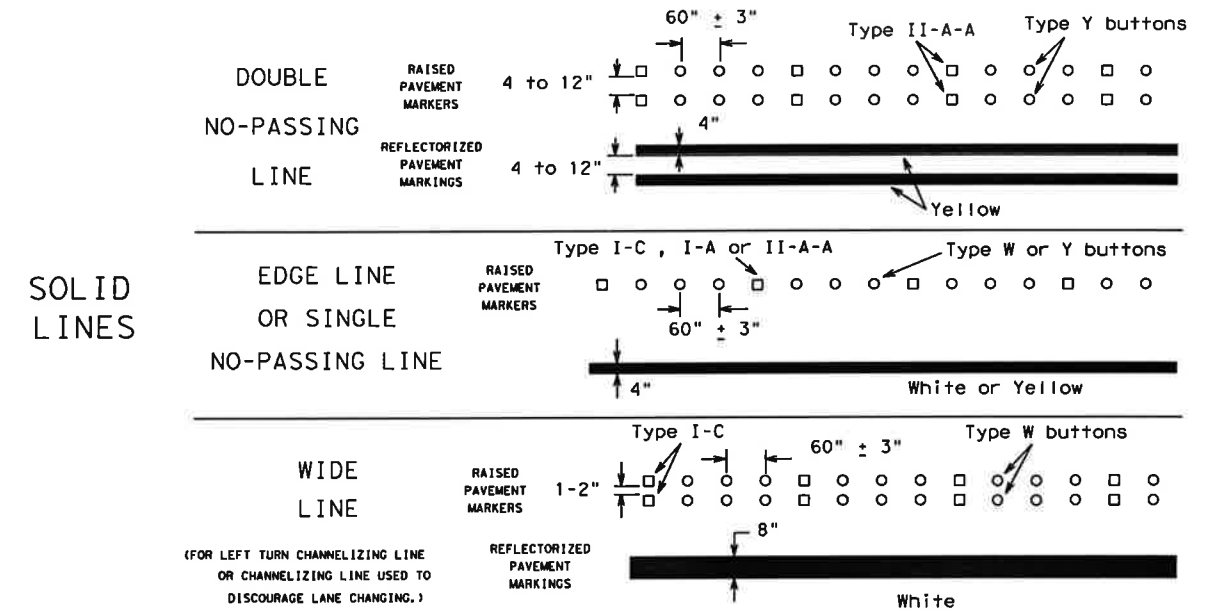 SOLID
LINES
DOUBLE
NO-PASSING
LINE
RAISED
PAVEMENT
MARKERS
4 to 12"
60" ± 3"
Type II-A-A
Type Y buttons
REFLECTORIZED
PAVEMENT
MARKINGS
4 to 12"
4"
Yellow
EDGE LINE
OR SINGLE
NO-PASSING LINE
RAISED
PAVEMENT
MARKERS
Type I-C , I-A or II-A-A
Type W or Y buttons
60" ± 3"
4"
White or Yellow
WIDE
LINE
(FOR LEFT TURN CHANNELIZING LINE
OR CHANNELIZING LINE USED TO
DISCOURAGE LANE CHANGING.)
RAISED
PAVEMENT
MARKERS
1-2"
Type I-C
60" ± 3"
Type W buttons
REFLECTORIZED
PAVEMENT
MARKINGS
8"
White